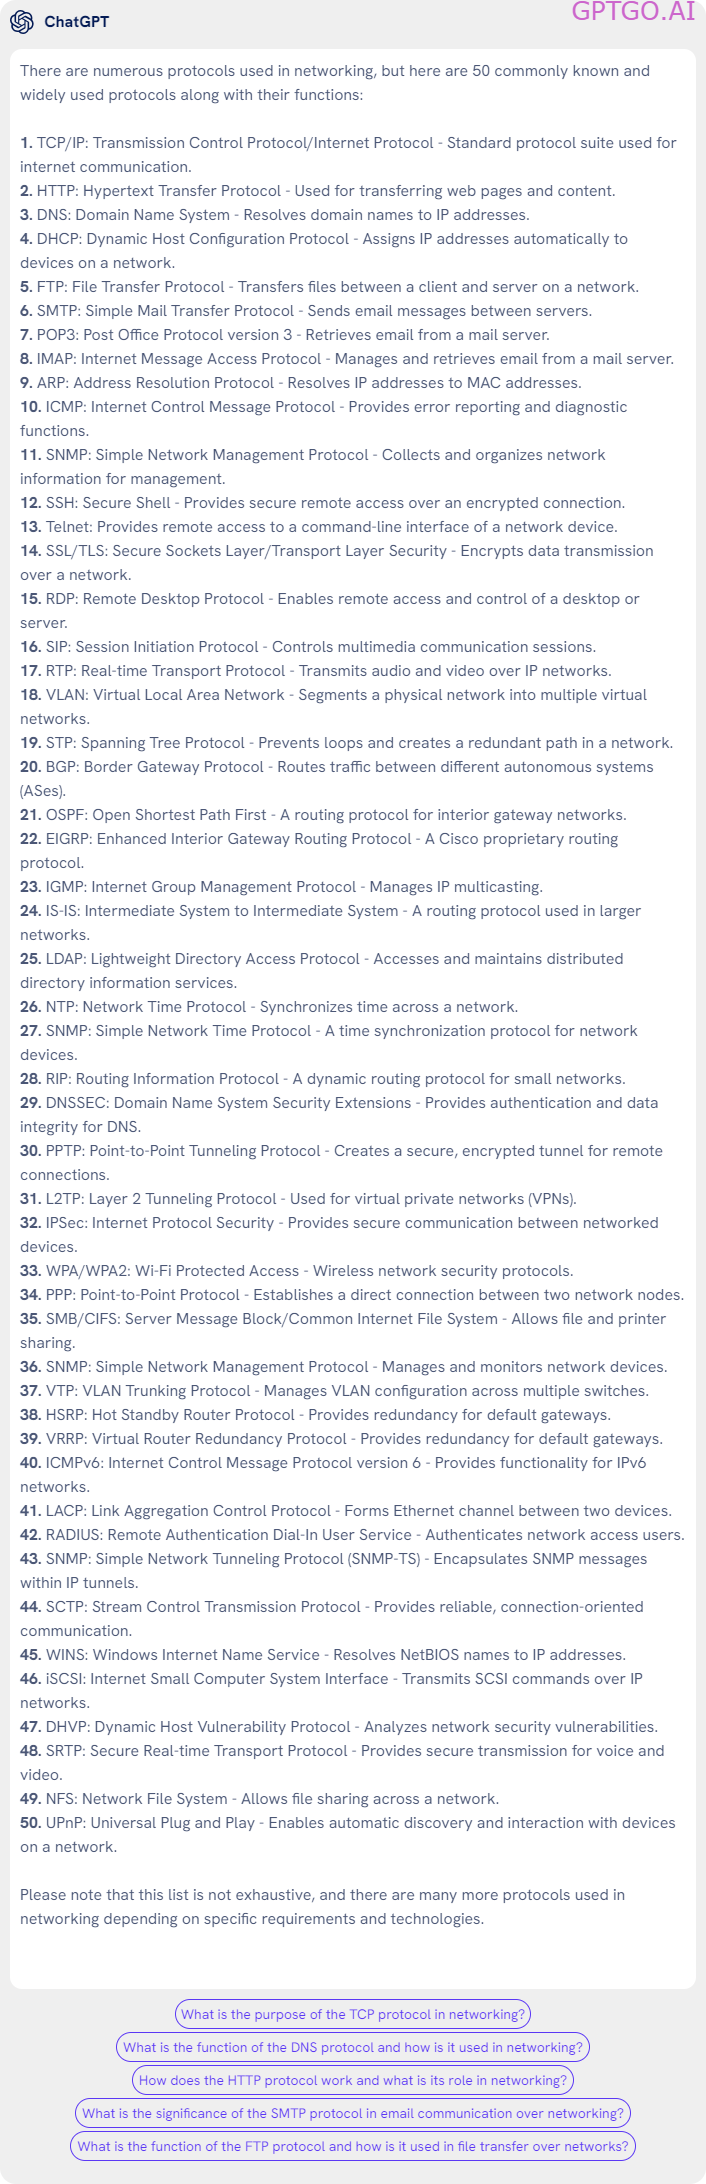 GPTGO.AI
ChatGPT
There are numerous protocols used in networking, but here are 50 commonly known and
widely used protocols along with their functions:
1. TCP/IP: Transmission Control Protocol/Internet Protocol - Standard protocol suite used for
internet communication.
2. HTTP: Hypertext Transfer Protocol - Used for transferring web pages and content.
3. DNS: Domain Name System - Resolves domain names to IP addresses.
4. DHCP: Dynamic Host Configuration Protocol - Assigns IP addresses automatically to
devices on a network.
5. FTP: File Transfer Protocol - Transfers files between a client and server on a network.
6. SMTP: Simple Mail Transfer Protocol - Sends email messages between servers.
7. POP3: Post Office Protocol version 3 - Retrieves email from a mail server.
8. IMAP: Internet Message Access Protocol - Manages and retrieves email from a mail server.
9. ARP: Address Resolution Protocol - Resolves IP addresses to MAC addresses.
10. ICMP: Internet Control Message Protocol - Provides error reporting and diagnostic
functions.
11. SNMP: Simple Network Management Protocol - Collects and organizes network
information for management.
12. SSH: Secure Shell - Provides secure remote access over an encrypted connection.
13. Telnet: Provides remote access to a command-line interface of a network device.
14. SSL/TLS: Secure Sockets Layer/Transport Layer Security - Encrypts data transmission
over a network.
15. RDP: Remote Desktop Protocol - Enables remote access and control of a desktop or
server.
16. SIP: Session Initiation Protocol - Controls multimedia communication sessions.
17. RTP: Real-time Transport Protocol - Transmits audio and video over IP networks.
18. VLAN: Virtual Local Area Network - Segments a physical network into multiple virtual
networks.
19. STP: Spanning Tree Protocol - Prevents loops and creates a redundant path in a network.
20. BGP: Border Gateway Protocol - Routes traffic between different autonomous systems
(ASes).
21. OSPF: Open Shortest Path First - A routing protocol for interior gateway networks.
22. EIGRP: Enhanced Interior Gateway Routing Protocol - A Cisco proprietary routing
protocol.
23. IGMP: Internet Group Management Protocol - Manages IP multicasting.
24. IS-IS: Intermediate System to Intermediate System - A routing protocol used in larger
networks.
25. LDAP: Lightweight Directory Access Protocol - Accesses and maintains distributed
directory information services.
26. NTP: Network Time Protocol - Synchronizes time across a network.
27. SNMP: Simple Network Time Protocol - A time synchronization protocol for network
devices.
28. RIP: Routing Information Protocol - A dynamic routing protocol for small networks.
29. DNSSEC: Domain Name System Security Extensions - Provides authentication and data
integrity for DNS.
30. PPTP: Point-to-Point Tunneling Protocol - Creates a secure, encrypted tunnel for remote
connections.
31. L2TP: Layer 2 Tunneling Protocol - Used for virtual private networks (VPNs).
32. IPSec: Internet Protocol Security - Provides secure communication between networked
devices.
33. WPA/WPA2: Wi-Fi Protected Access - Wireless network security protocols.
34. PPP: Point-to-Point Protocol - Establishes a direct connection between two network nodes.
35. SMB/CIFS: Server Message Block/Common Internet File System - Allows file and printer
sharing.
36. SNMP: Simple Network Management Protocol - Manages and monitors network devices.
37. VTP: VLAN Trunking Protocol - Manages VLAN configuration across multiple switches.
38. HSRP: Hot Standby Router Protocol - Provides redundancy for default gateways.
39. VRRP: Virtual Router Redundancy Protocol - Provides redundancy for default gateways.
40. ICMPv6: Internet Control Message Protocol version 6 - Provides functionality for IPv6
networks.
41. LACP: Link Aggregation Control Protocol - Forms Ethernet channel between two devices.
42. RADIUS: Remote Authentication Dial-In User Service - Authenticates network access users.
43. SNMP: Simple Network Tunneling Protocol (SNMP-TS) - Encapsulates SNMP messages
within IP tunnels.
44. SCTP: Stream Control Transmission Protocol - Provides reliable, connection-oriented
communication.
45. WINS: Windows Internet Name Service - Resolves NetBIOS names to IP addresses.
46. iSCSI: Internet Small Computer System Interface - Transmits SCSI commands over IP
networks.
47. DHVP: Dynamic Host Vulnerability Protocol - Analyzes network security vulnerabilities.
48. SRTP: Secure Real-time Transport Protocol - Provides secure transmission for voice and
video.
49. NFS: Network File System - Allows file sharing across a network.
50. UPnP: Universal Plug and Play - Enables automatic discovery and interaction with devices
on a network.
Please note that this list is not exhaustive, and there are many more protocols used in
networking depending on specific requirements and technologies.
What is the purpose of the TCP protocol in networking?
What is the function of the DNS protocol and how is it used in networking?
How does the HTTP protocol work and what is its role in networking?
What is the significance of the SMTP protocol in email communication over networking?
What is the function of the FTP protocol and how is it used in file transfer over networks?